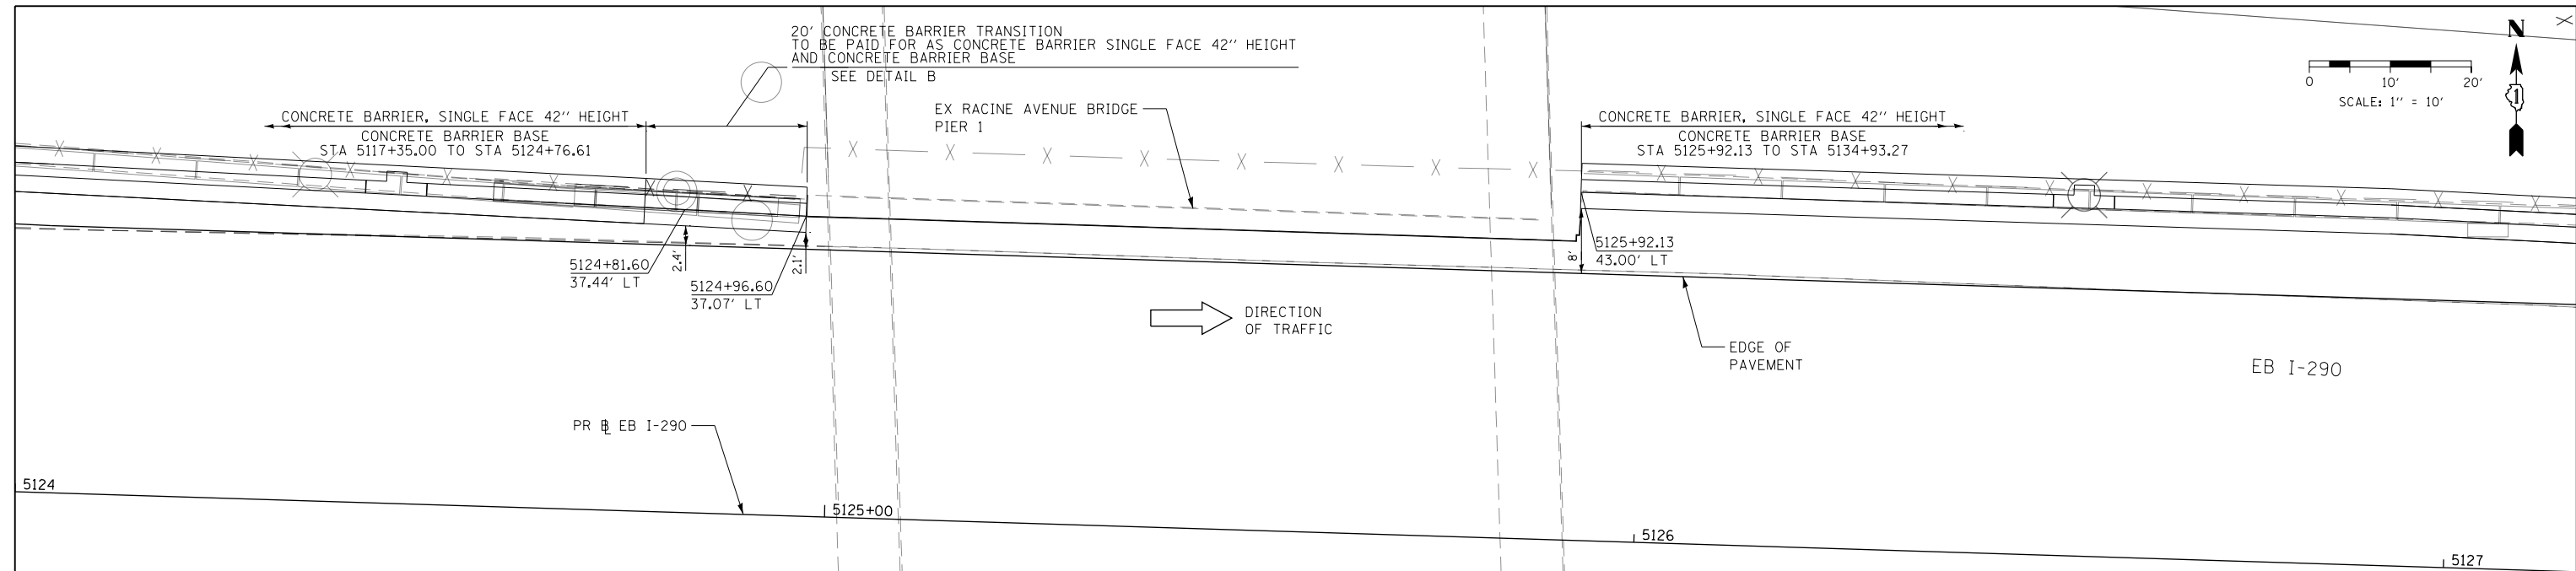 20' CONCRETE BARRIER TRANSITION
TO BE PAID FOR AS CONCRETE BARRIER SINGLE FACE 42'' HEIGHT
AND CONCRETE BARRIER BASE
SEE DETAIL B
N
0 10' 20'
SCALE: 1'' = 10'
CONCRETE BARRIER, SINGLE FACE 42'' HEIGHT
CONCRETE BARRIER BASE
STA 5117+35.00 TO STA 5124+76.61
EX RACINE AVENUE BRIDGE
PIER 1
CONCRETE BARRIER, SINGLE FACE 42'' HEIGHT
CONCRETE BARRIER BASE
STA 5125+92.13 TO STA 5134+93.27
5124+81.60
37.44' LT
2.4'
5124+96.60
37.07' LT
2.1'
8'
5125+92.13
43.00' LT
DIRECTION
OF TRAFFIC
EDGE OF
PAVEMENT
EB I-290
PR BL EB I-290
5124
5125+00
5126
5127